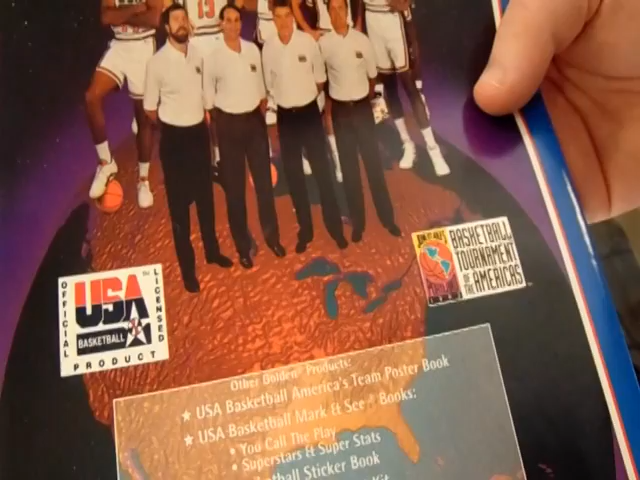 13
BASKETBALL
TOURNAMENT
OF THE
AMERICAS
OFFICIAL
LICENSED
USA
BASKETBALL
PRODUCT
Other Golden® Products:
★ USA Basketball America's Team Poster Book
★ USA Basketball Mark & See Books:
• You Call The Play
• Superstars & Super Stats
Sticker Book